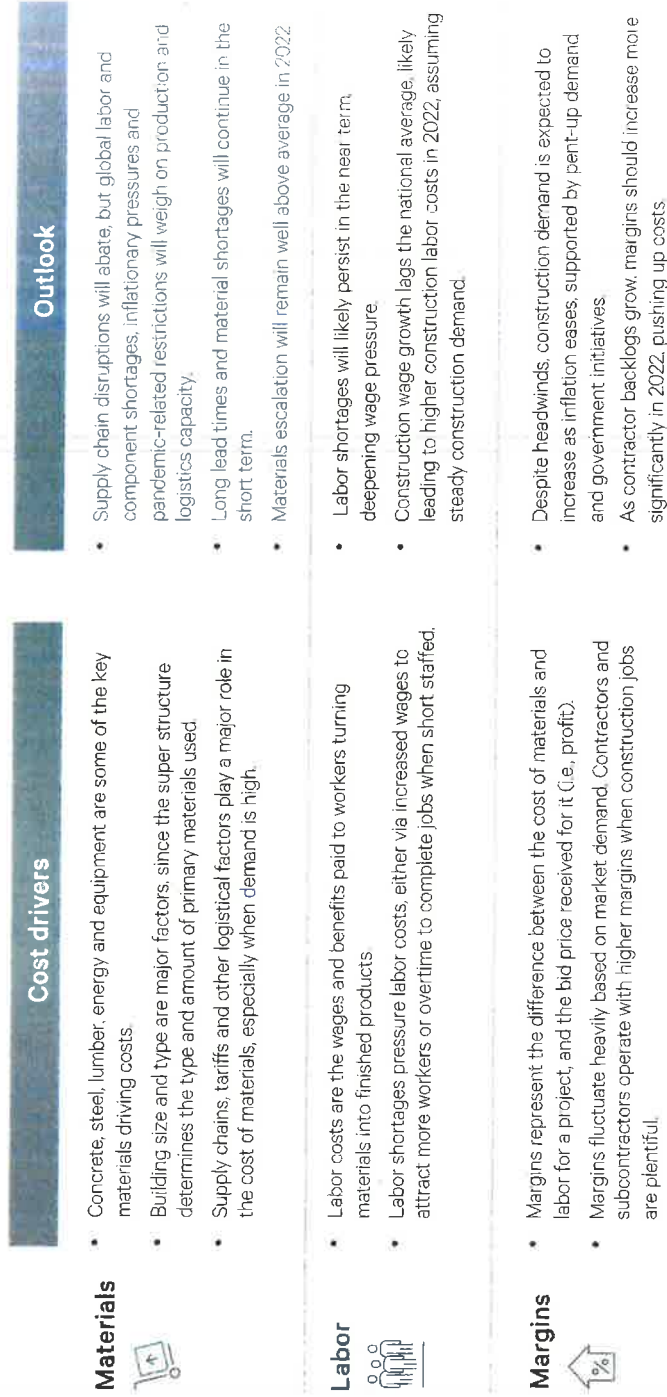 Cost drivers
Outlook
Materials
• Concrete, steel, lumber, energy and equipment are some of the key
materials driving costs.
• Building size and type are major factors, since the super structure
determines the type and amount of primary materials used.
• Supply chains, tariffs and other logistical factors play a major role in
the cost of materials, especially when demand is high.
• Supply chain disruptions will abate, but global labor and
component shortages, inflationary pressures and
pandemic-related restrictions will weigh on production and
logistics capacity.
• Long lead times and material shortages will continue in the
short term.
• Materials escalation will remain well above average in 2022
Labor
• Labor costs are the wages and benefits paid to workers turning
materials into finished products.
• Labor shortages pressure labor costs, either via increased wages to
attract more workers or overtime to complete jobs when short staffed.
• Labor shortages will likely persist in the near term,
deepening wage pressure.
• Construction wage growth lags the national average, likely
leading to higher construction labor costs in 2022, assuming
steady construction demand.
Margins
%
• Margins represent the difference between the cost of materials and
labor for a project, and the bid price received for it (i.e., profit).
• Margins fluctuate heavily based on market demand. Contractors and
subcontractors operate with higher margins when construction jobs
are plentiful.
• Despite headwinds, construction demand is expected to
increase as inflation eases, supported by pent-up demand
and government initiatives.
• As contractor backlogs grow, margins should increase more
significantly in 2022, pushing up costs.